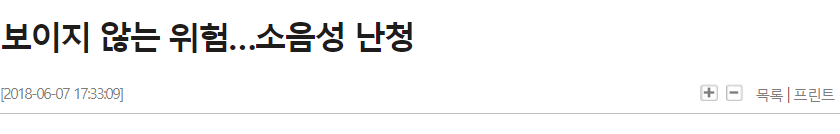 보이지 않는 위험…소음성 난청
[2018-06-07 17:33:09]
목록 | 프린트